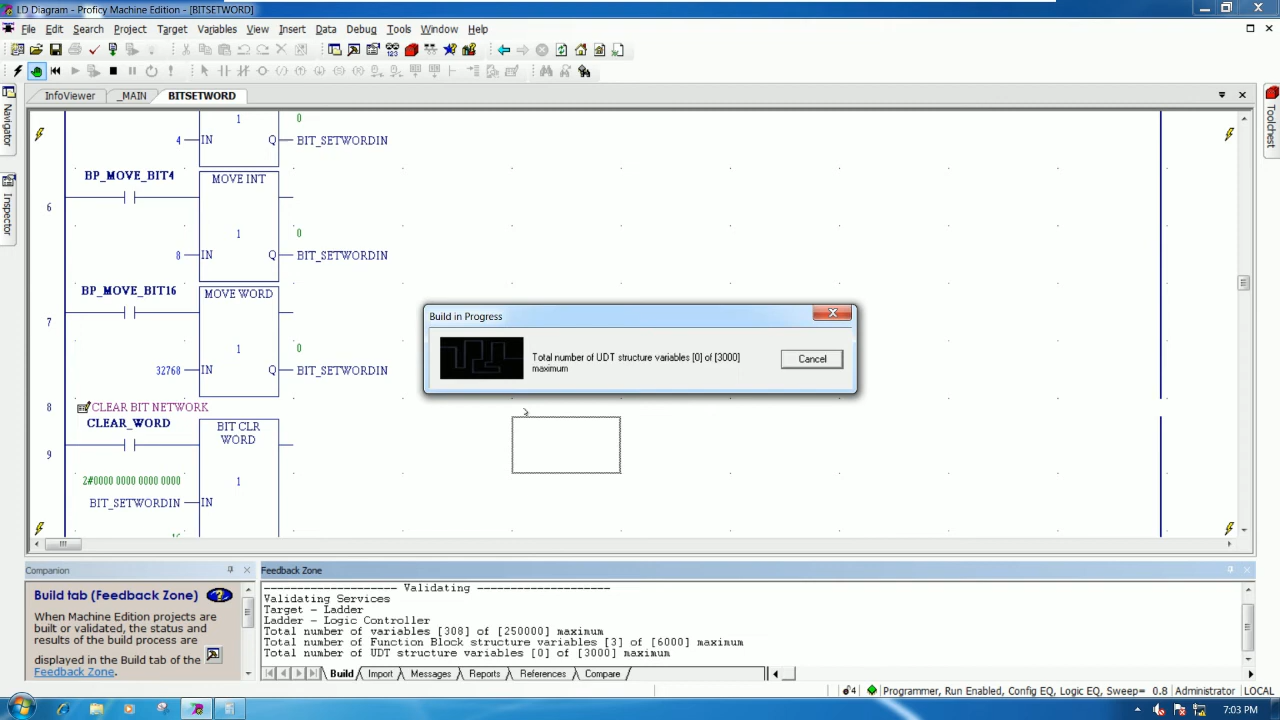 LD Diagram - Proficy Machine Edition - [BITSETWORD]
File Edit Search Project Target Variables View Insert Data Debug Tools Window Help
InfoViewer _MAIN BITSETWORD
Navigator
Inspector
Toolchest
1 0
4 IN Q BIT_SETWORDIN
BP_MOVE_BIT4 MOVE INT
6
1 0
8 IN Q BIT_SETWORDIN
BP_MOVE_BIT16 MOVE WORD
7
1 0
32768 IN Q BIT_SETWORDIN
8 CLEAR BIT NETWORK
CLEAR_WORD BIT CLR
WORD
9
2#0000 0000 0000 0000 1
BIT_SETWORDIN IN
Build in Progress
Total number of UDT structure variables [0] of [3000]
maximum
Cancel
Companion
Build tab (Feedback Zone)
When Machine Edition projects are
built or validated, the status and
results of the build process are
displayed in the Build tab of the
Feedback Zone.
Feedback Zone
-------------------- Validating --------------------
Validating Services
Target - Ladder
Ladder - Logic Controller
Total number of variables [308] of [250000] maximum
Total number of Function Block structure variables [3] of [6000] maximum
Total number of UDT structure variables [0] of [3000] maximum
Build Import Messages Reports References Compare
4 Programmer, Run Enabled, Config EQ, Logic EQ, Sweep= 0.8 Administrator LOCAL
7:03 PM